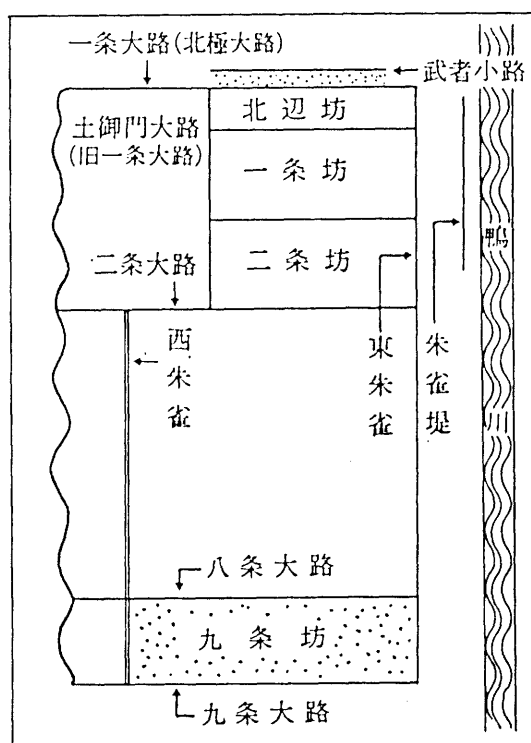 一条大路(北極大路)
武者小路
北辺坊
土御門大路
(旧一条大路)
一条坊
鴨川
二条大路
二条坊
西朱雀
東朱雀
朱雀堤
八条大路
九条坊
九条大路